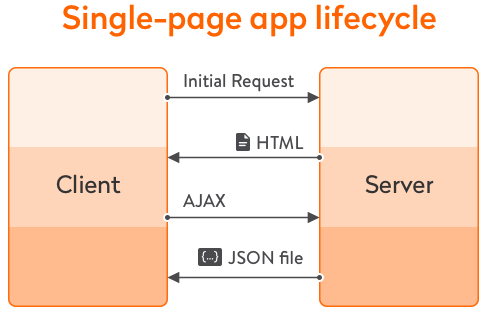 Single-page app lifecycle
Initial Request
HTML
Client
Server
AJAX
{...} JSON file